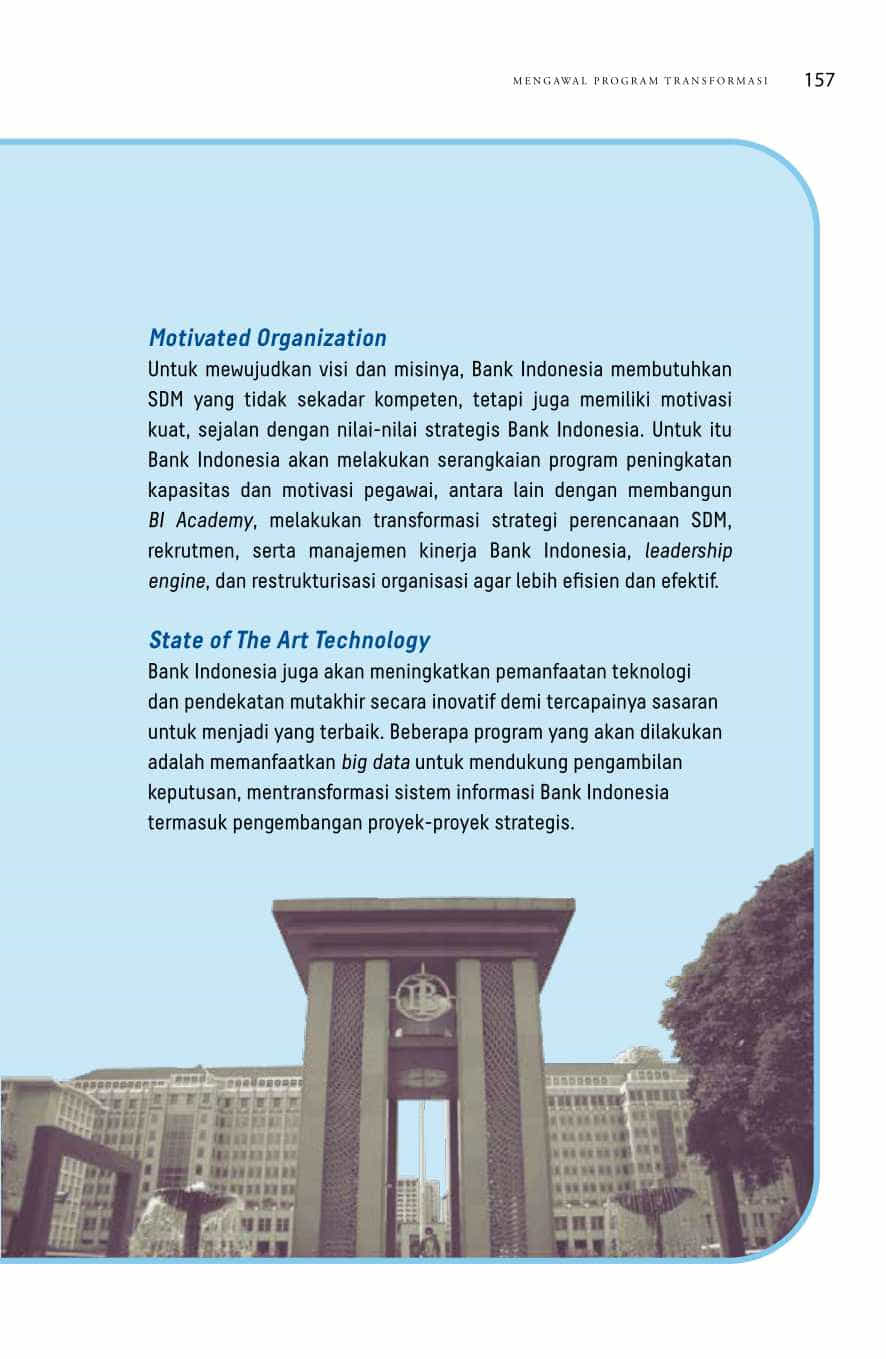 MENGAWAL PROGRAM TRANSFORMASI 157
Motivated Organization
Untuk mewujudkan visi dan misinya, Bank Indonesia membutuhkan
SDM yang tidak sekadar kompeten, tetapi juga memiliki motivasi
kuat, sejalan dengan nilai-nilai strategis Bank Indonesia. Untuk itu
Bank Indonesia akan melakukan serangkaian program peningkatan
kapasitas dan motivasi pegawai, antara lain dengan membangun
BI Academy, melakukan transformasi strategi perencanaan SDM,
rekrutmen, serta manajemen kinerja Bank Indonesia, leadership
engine, dan restrukturisasi organisasi agar lebih efisien dan efektif.
State of The Art Technology
Bank Indonesia juga akan meningkatkan pemanfaatan teknologi
dan pendekatan mutakhir secara inovatif demi tercapainya sasaran
untuk menjadi yang terbaik. Beberapa program yang akan dilakukan
adalah memanfaatkan big data untuk mendukung pengambilan
keputusan, mentransformasi sistem informasi Bank Indonesia
termasuk pengembangan proyek-proyek strategis.